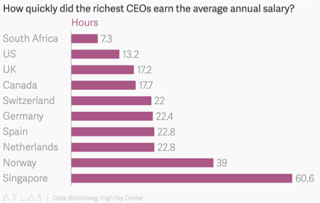 How quickly did the richest CEOs earn the average annual salary?
Hours
South Africa 7.3
US 13.2
UK 17.2
Canada 17.7
Switzerland 22
Germany 22.4
Spain 22.8
Netherlands 22.8
Norway 39
Singapore 60.6
ATLAS | Data: Bloomberg, High Pay Center